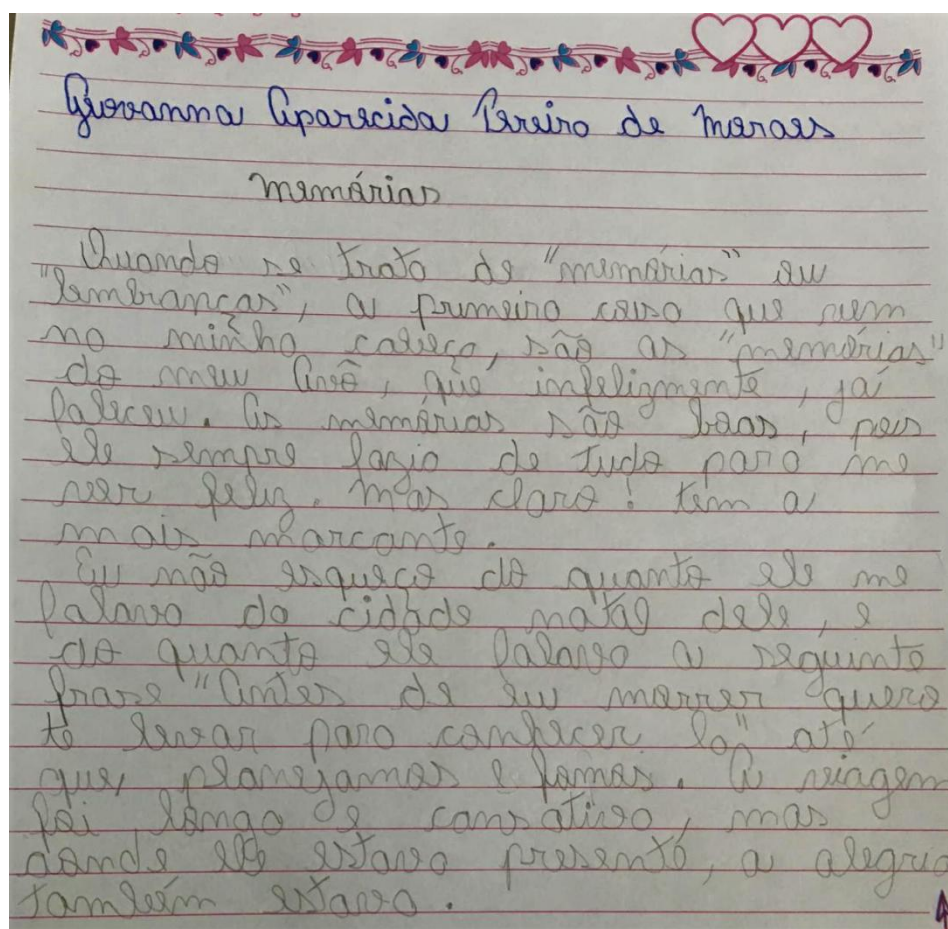 Giovanna Aparecida Pereira de Moraes
memórias
Quando se trata de "memórias" ou
"lembranças", a primeira coisa que vem
na minha cabeça, são as "memórias"
do meu Avô, que infelizmente, já
faleceu. As memórias são boas, pois
ele sempre fazia de tudo para me
ver feliz. Mas claro! tem a
mais marcante.
Eu não esqueço do quanto ele me
falava da cidade natal dele, e
do quanto ele falava a seguinte
frase "Antes de eu morrer quero
te levar para conhecer lá" até
que, planejamos e fomos. A viagem
foi longa e cansativa, mas
donde ele estava presente, a alegria
também estava.